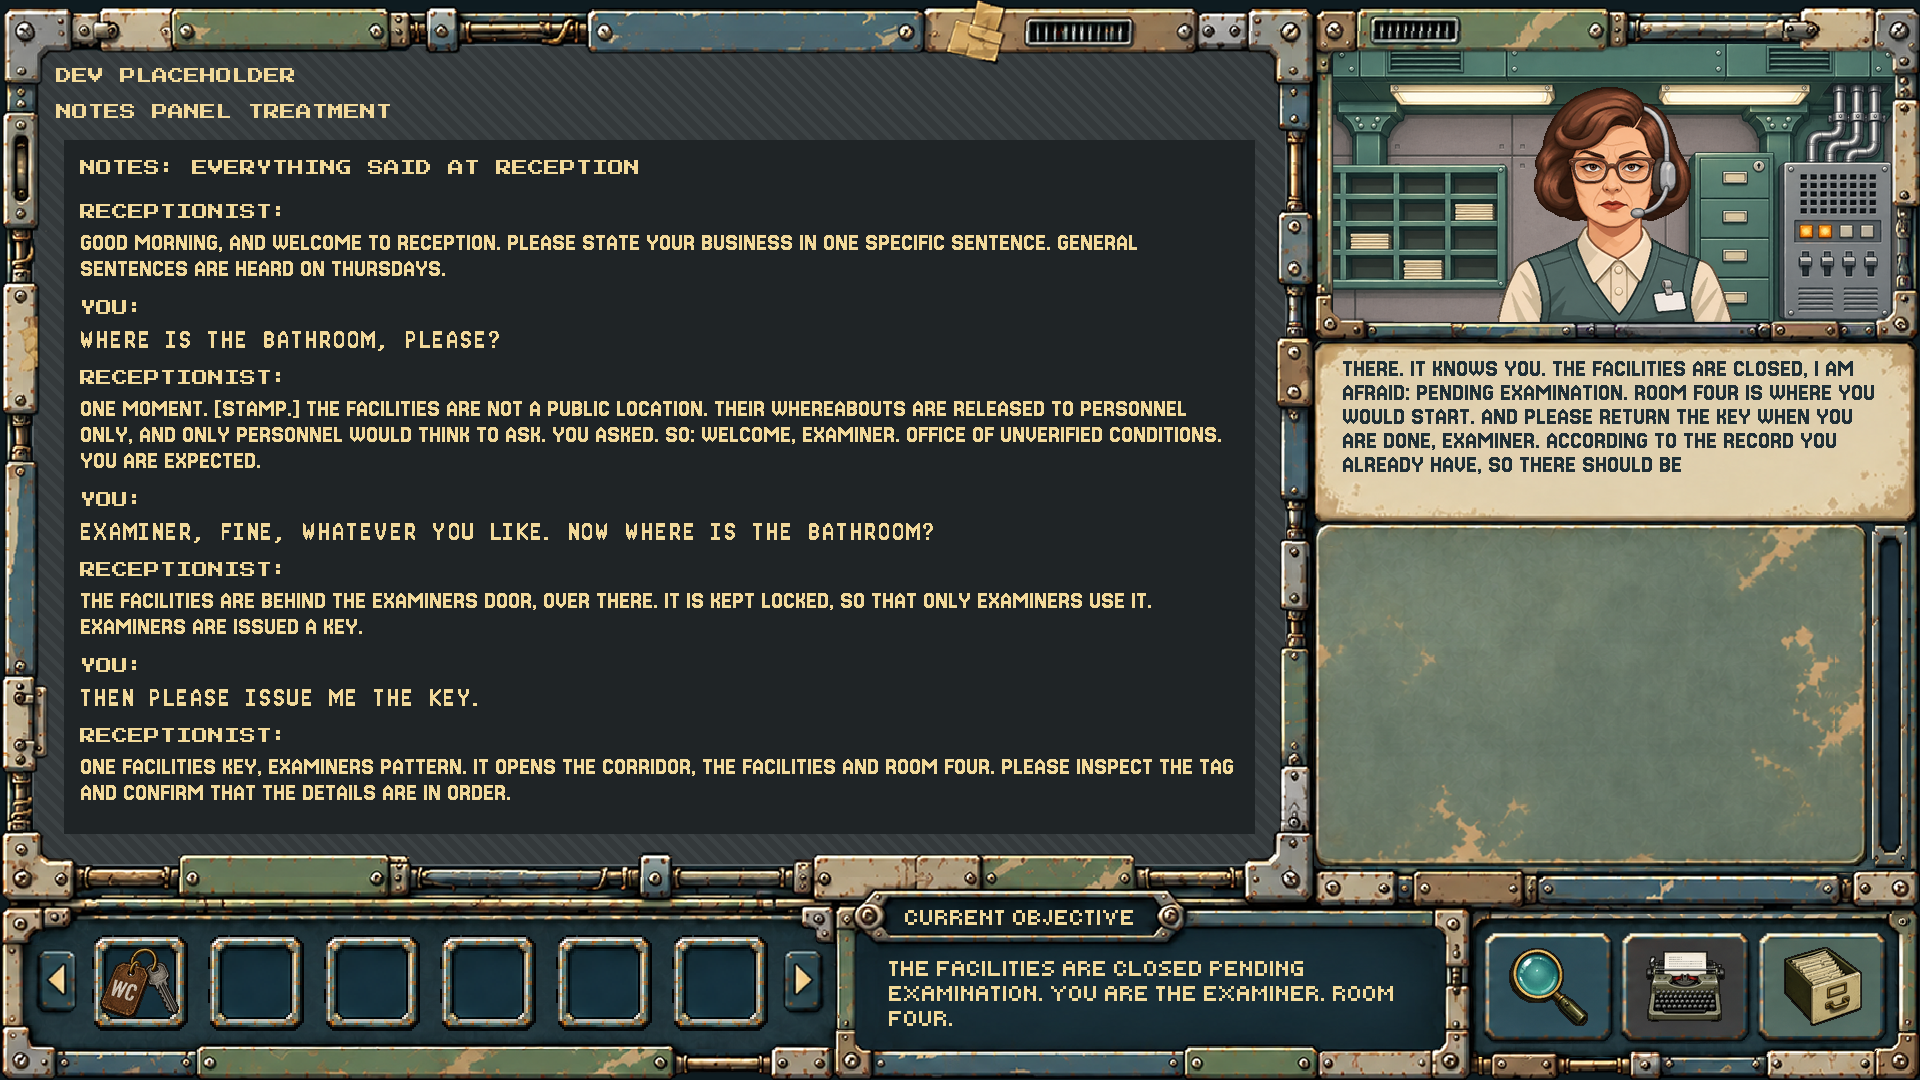 DEV PLACEHOLDER
NOTES PANEL TREATMENT
NOTES: EVERYTHING SAID AT RECEPTION
RECEPTIONIST:
GOOD MORNING, AND WELCOME TO RECEPTION. PLEASE STATE YOUR BUSINESS IN ONE SPECIFIC SENTENCE. GENERAL
SENTENCES ARE HEARD ON THURSDAYS.
YOU:
WHERE IS THE BATHROOM, PLEASE?
RECEPTIONIST:
ONE MOMENT. [STAMP.] THE FACILITIES ARE NOT A PUBLIC LOCATION. THEIR WHEREABOUTS ARE RELEASED TO PERSONNEL
ONLY, AND ONLY PERSONNEL WOULD THINK TO ASK. YOU ASKED. SO: WELCOME, EXAMINER. OFFICE OF UNVERIFIED CONDITIONS.
YOU ARE EXPECTED.
YOU:
EXAMINER, FINE, WHATEVER YOU LIKE. NOW WHERE IS THE BATHROOM?
RECEPTIONIST:
THE FACILITIES ARE BEHIND THE EXAMINERS DOOR, OVER THERE. IT IS KEPT LOCKED, SO THAT ONLY EXAMINERS USE IT.
EXAMINERS ARE ISSUED A KEY.
YOU:
THEN PLEASE ISSUE ME THE KEY.
RECEPTIONIST:
ONE FACILITIES KEY, EXAMINERS PATTERN. IT OPENS THE CORRIDOR, THE FACILITIES AND ROOM FOUR. PLEASE INSPECT THE TAG
AND CONFIRM THAT THE DETAILS ARE IN ORDER.
THERE. IT KNOWS YOU. THE FACILITIES ARE CLOSED, I AM
AFRAID: PENDING EXAMINATION. ROOM FOUR IS WHERE YOU
WOULD START. AND PLEASE RETURN THE KEY WHEN YOU
ARE DONE, EXAMINER. ACCORDING TO THE RECORD YOU
ALREADY HAVE, SO THERE SHOULD BE
WC
CURRENT OBJECTIVE
THE FACILITIES ARE CLOSED PENDING
EXAMINATION. YOU ARE THE EXAMINER. ROOM
FOUR.